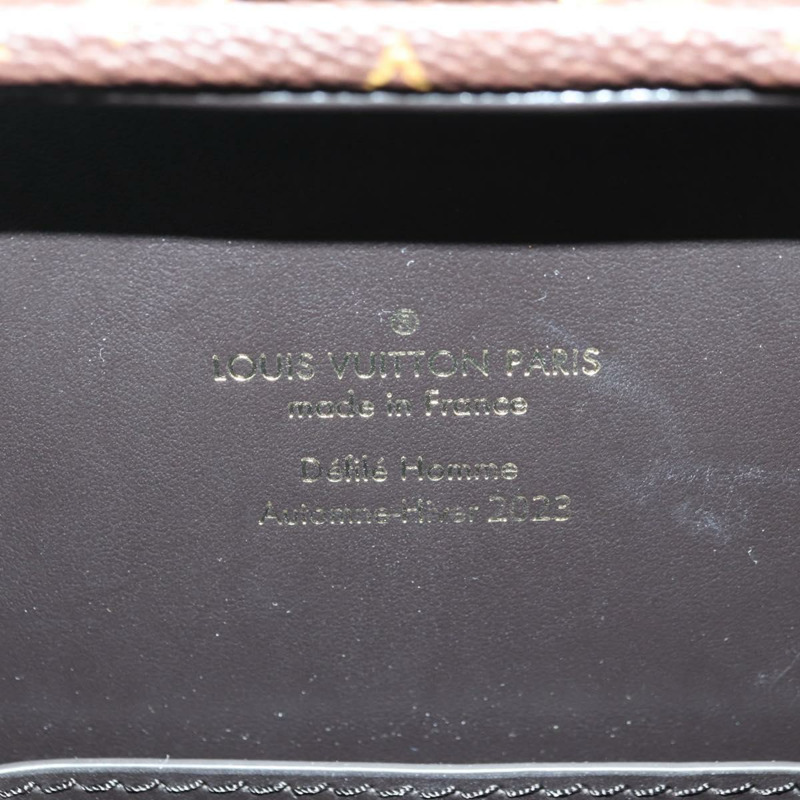 ®
LOUIS VUITTON PARIS
made in France
Défilé Homme
Automne-Hiver 2023